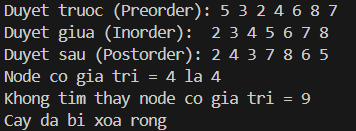 Duyet truoc (Preorder): 5 3 2 4 6 8 7
Duyet giua (Inorder):  2 3 4 5 6 7 8
Duyet sau (Postorder): 2 4 3 7 8 6 5
Node co gia tri = 4 la 4
Khong tim thay node co gia tri = 9
Cay da bi xoa rong